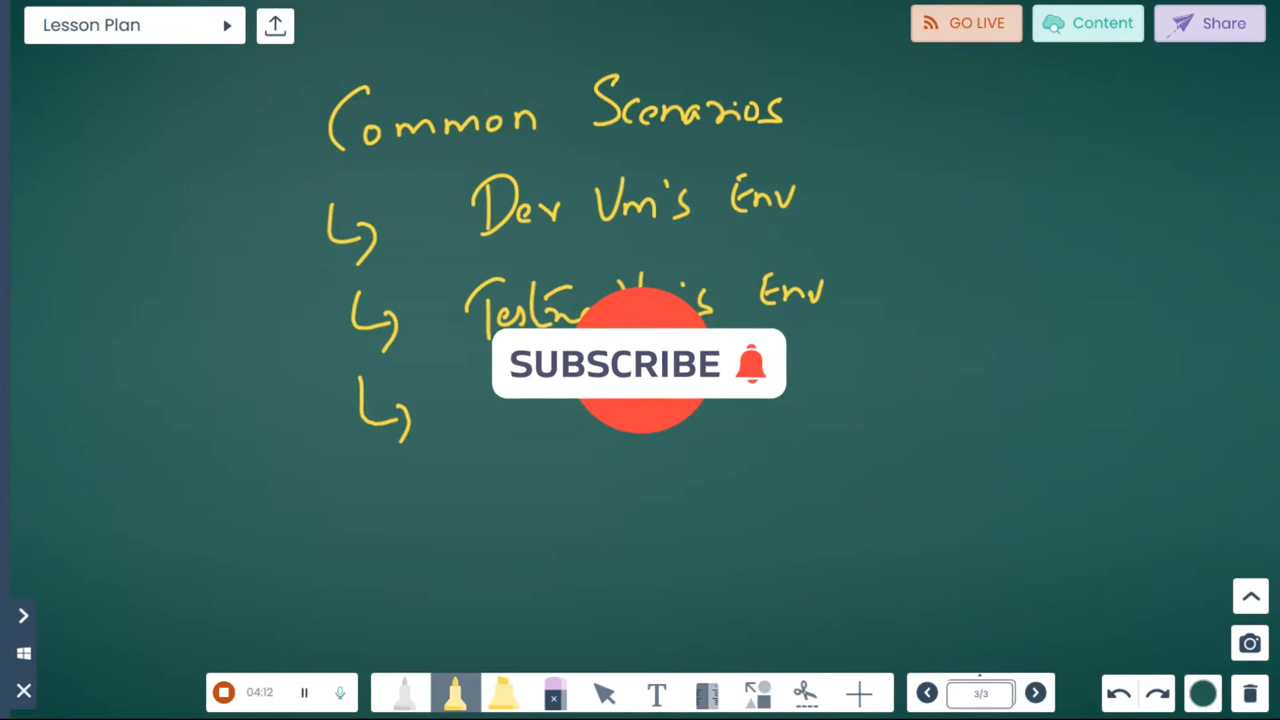 Lesson Plan
GO LIVE
Content
Share
Common Scenarios
Dev Vm's Env
Env
SUBSCRIBE
04:12
T
3/3